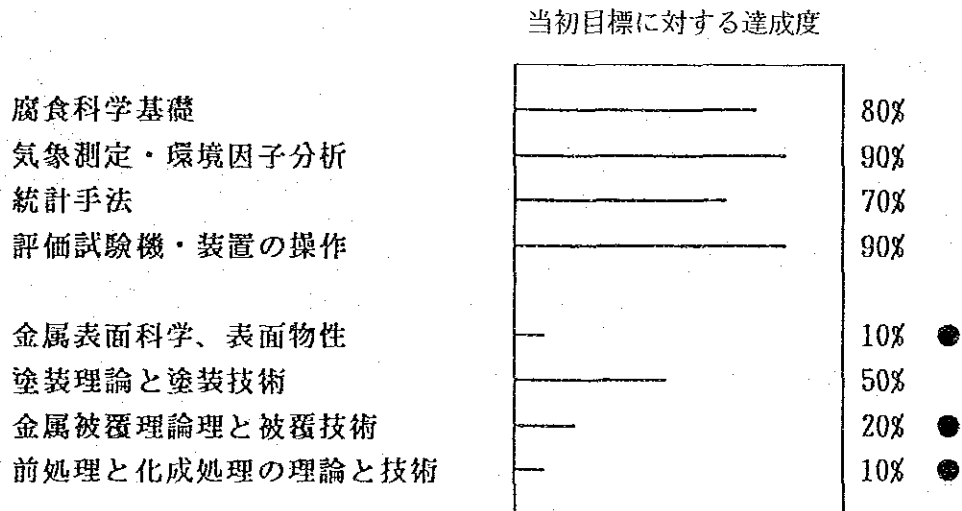 当初目標に対する達成度
腐食科学基礎 80%
気象測定・環境因子分析 90%
統計手法 70%
評価試験機・装置の操作 90%
金属表面科学、表面物性 10% ●
塗装理論と塗装技術 50%
金属被覆理論理と被覆技術 20% ●
前処理と化成処理の理論と技術 10% ●